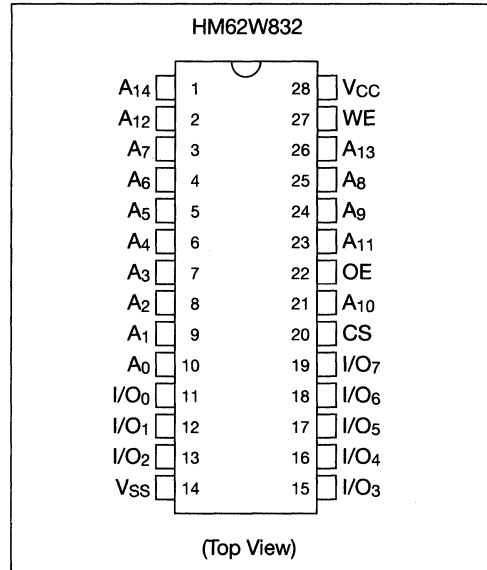 HM62W832
A14 1 28 VCC
A12 2 27 WE
A7 3 26 A13
A6 4 25 A8
A5 5 24 A9
A4 6 23 A11
A3 7 22 OE
A2 8 21 A10
A1 9 20 CS
A0 10 19 I/O7
I/O0 11 18 I/O6
I/O1 12 17 I/O5
I/O2 13 16 I/O4
VSS 14 15 I/O3
(Top View)